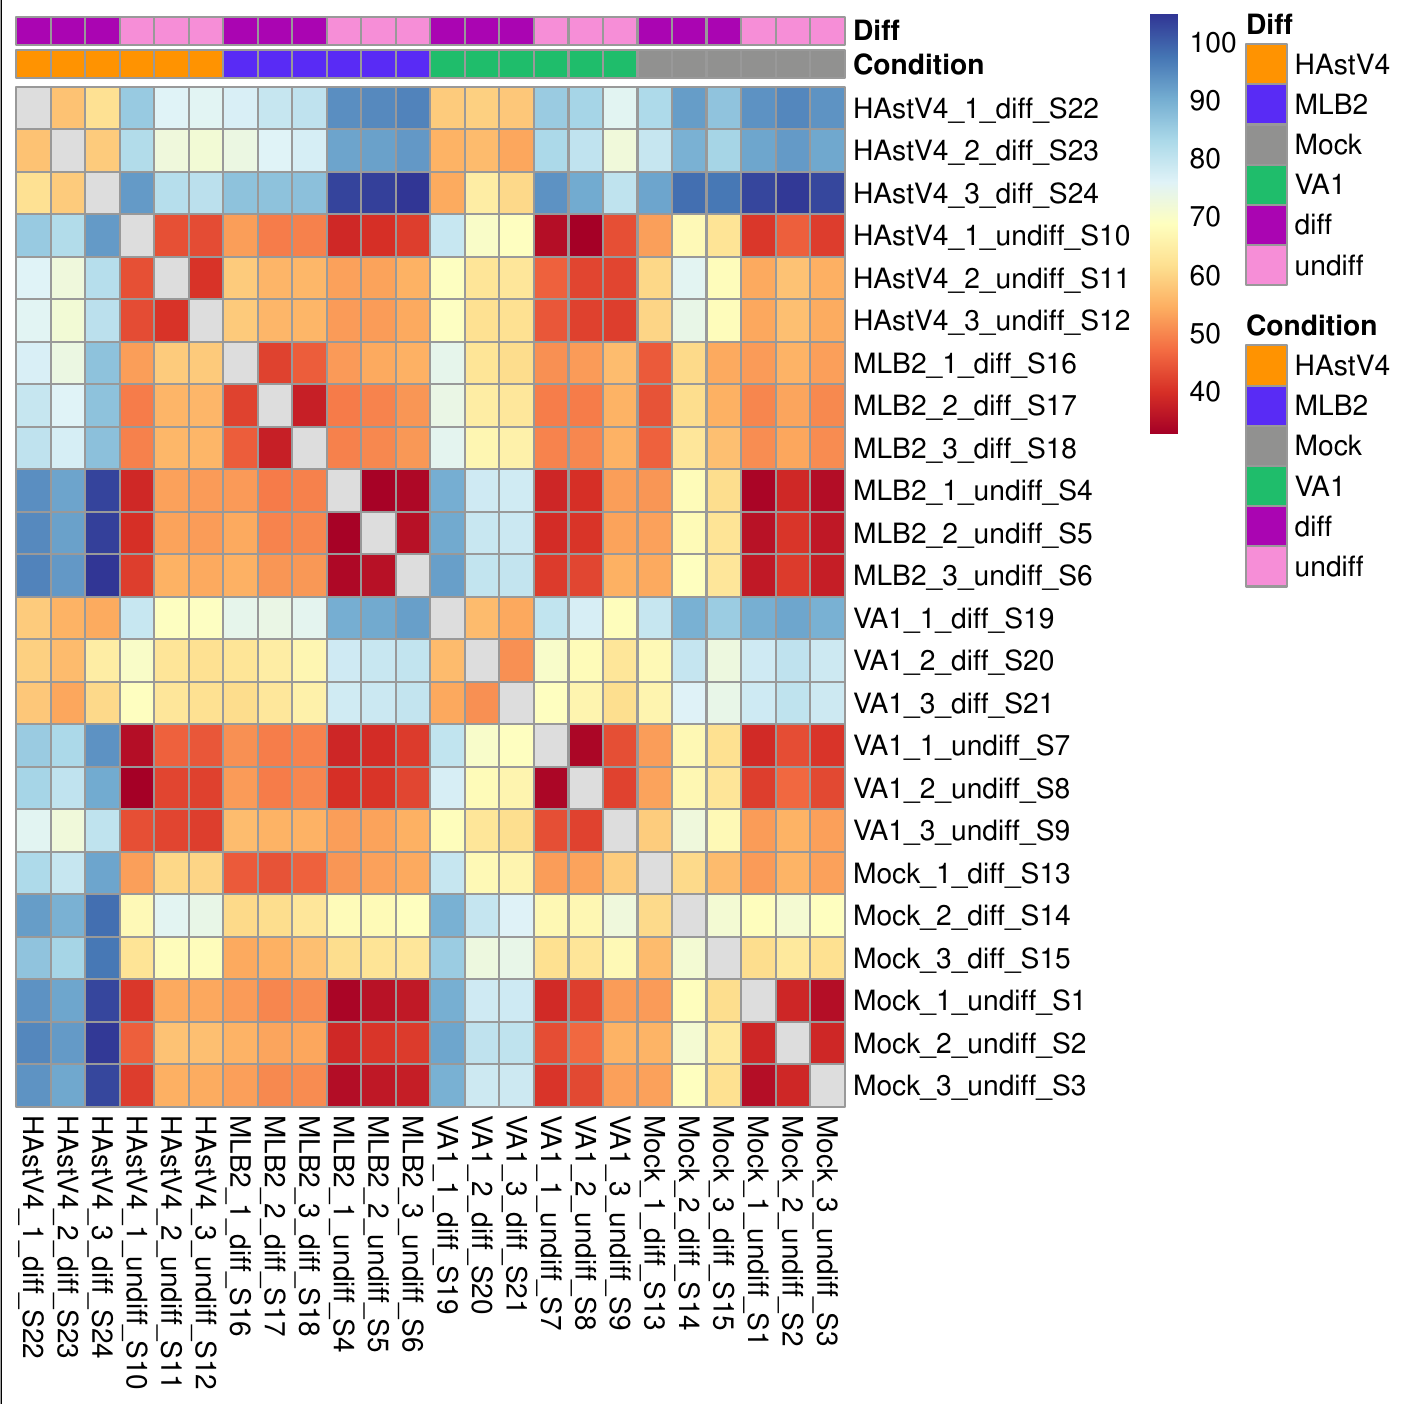 Diff
Condition
HAstV4_1_diff_S22
HAstV4_2_diff_S23
HAstV4_3_diff_S24
HAstV4_1_undiff_S10
HAstV4_2_undiff_S11
HAstV4_3_undiff_S12
MLB2_1_diff_S16
MLB2_2_diff_S17
MLB2_3_diff_S18
MLB2_1_undiff_S4
MLB2_2_undiff_S5
MLB2_3_undiff_S6
VA1_1_diff_S19
VA1_2_diff_S20
VA1_3_diff_S21
VA1_1_undiff_S7
VA1_2_undiff_S8
VA1_3_undiff_S9
Mock_1_diff_S13
Mock_2_diff_S14
Mock_3_diff_S15
Mock_1_undiff_S1
Mock_2_undiff_S2
Mock_3_undiff_S3
HAstV4_1_diff_S22
HAstV4_2_diff_S23
HAstV4_3_diff_S24
HAstV4_1_undiff_S10
HAstV4_2_undiff_S11
HAstV4_3_undiff_S12
MLB2_1_diff_S16
MLB2_2_diff_S17
MLB2_3_diff_S18
MLB2_1_undiff_S4
MLB2_2_undiff_S5
MLB2_3_undiff_S6
VA1_1_diff_S19
VA1_2_diff_S20
VA1_3_diff_S21
VA1_1_undiff_S7
VA1_2_undiff_S8
VA1_3_undiff_S9
Mock_1_diff_S13
Mock_2_diff_S14
Mock_3_diff_S15
Mock_1_undiff_S1
Mock_2_undiff_S2
Mock_3_undiff_S3
100
90
80
70
60
50
40
Diff
HAstV4
MLB2
Mock
VA1
diff
undiff
Condition
HAstV4
MLB2
Mock
VA1
diff
undiff